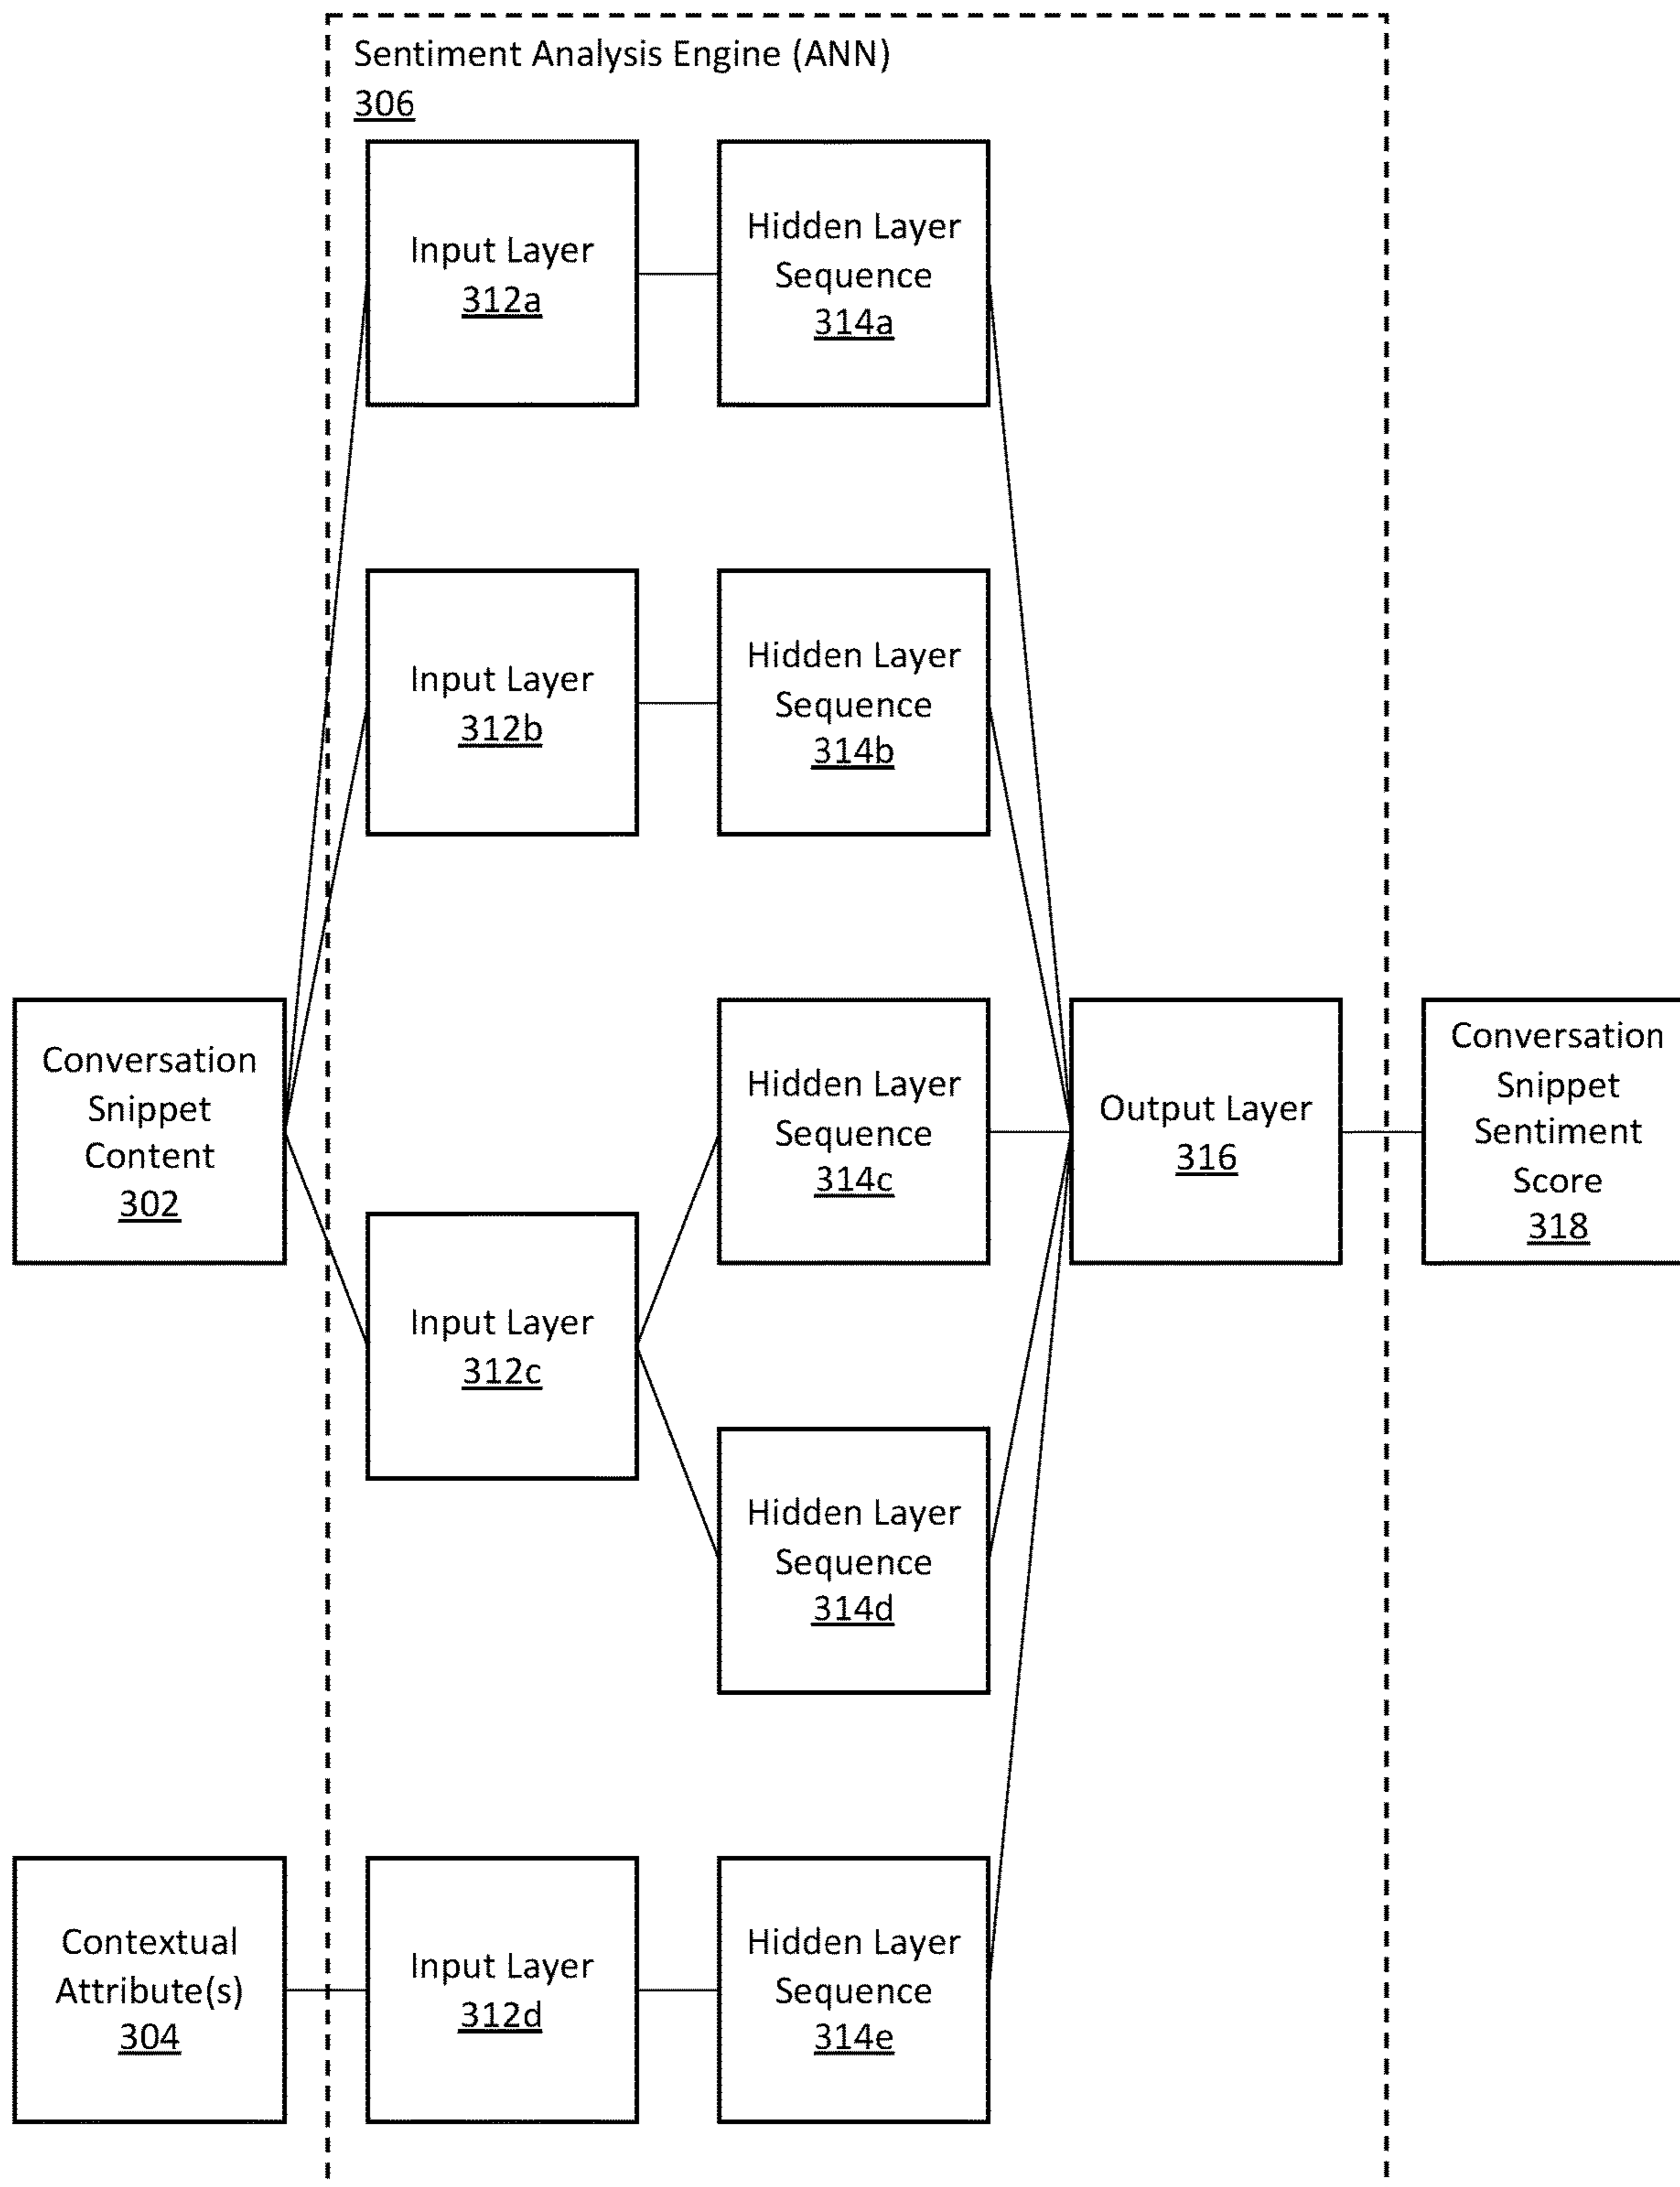 Sentiment Analysis Engine (ANN)
306
Input Layer
312a
Hidden Layer
Sequence
314a
Input Layer
312b
Hidden Layer
Sequence
314b
Conversation
Snippet
Content
302
Input Layer
312c
Hidden Layer
Sequence
314c
Hidden Layer
Sequence
314d
Output Layer
316
Conversation
Snippet
Sentiment
Score
318
Contextual
Attribute(s)
304
Input Layer
312d
Hidden Layer
Sequence
314e